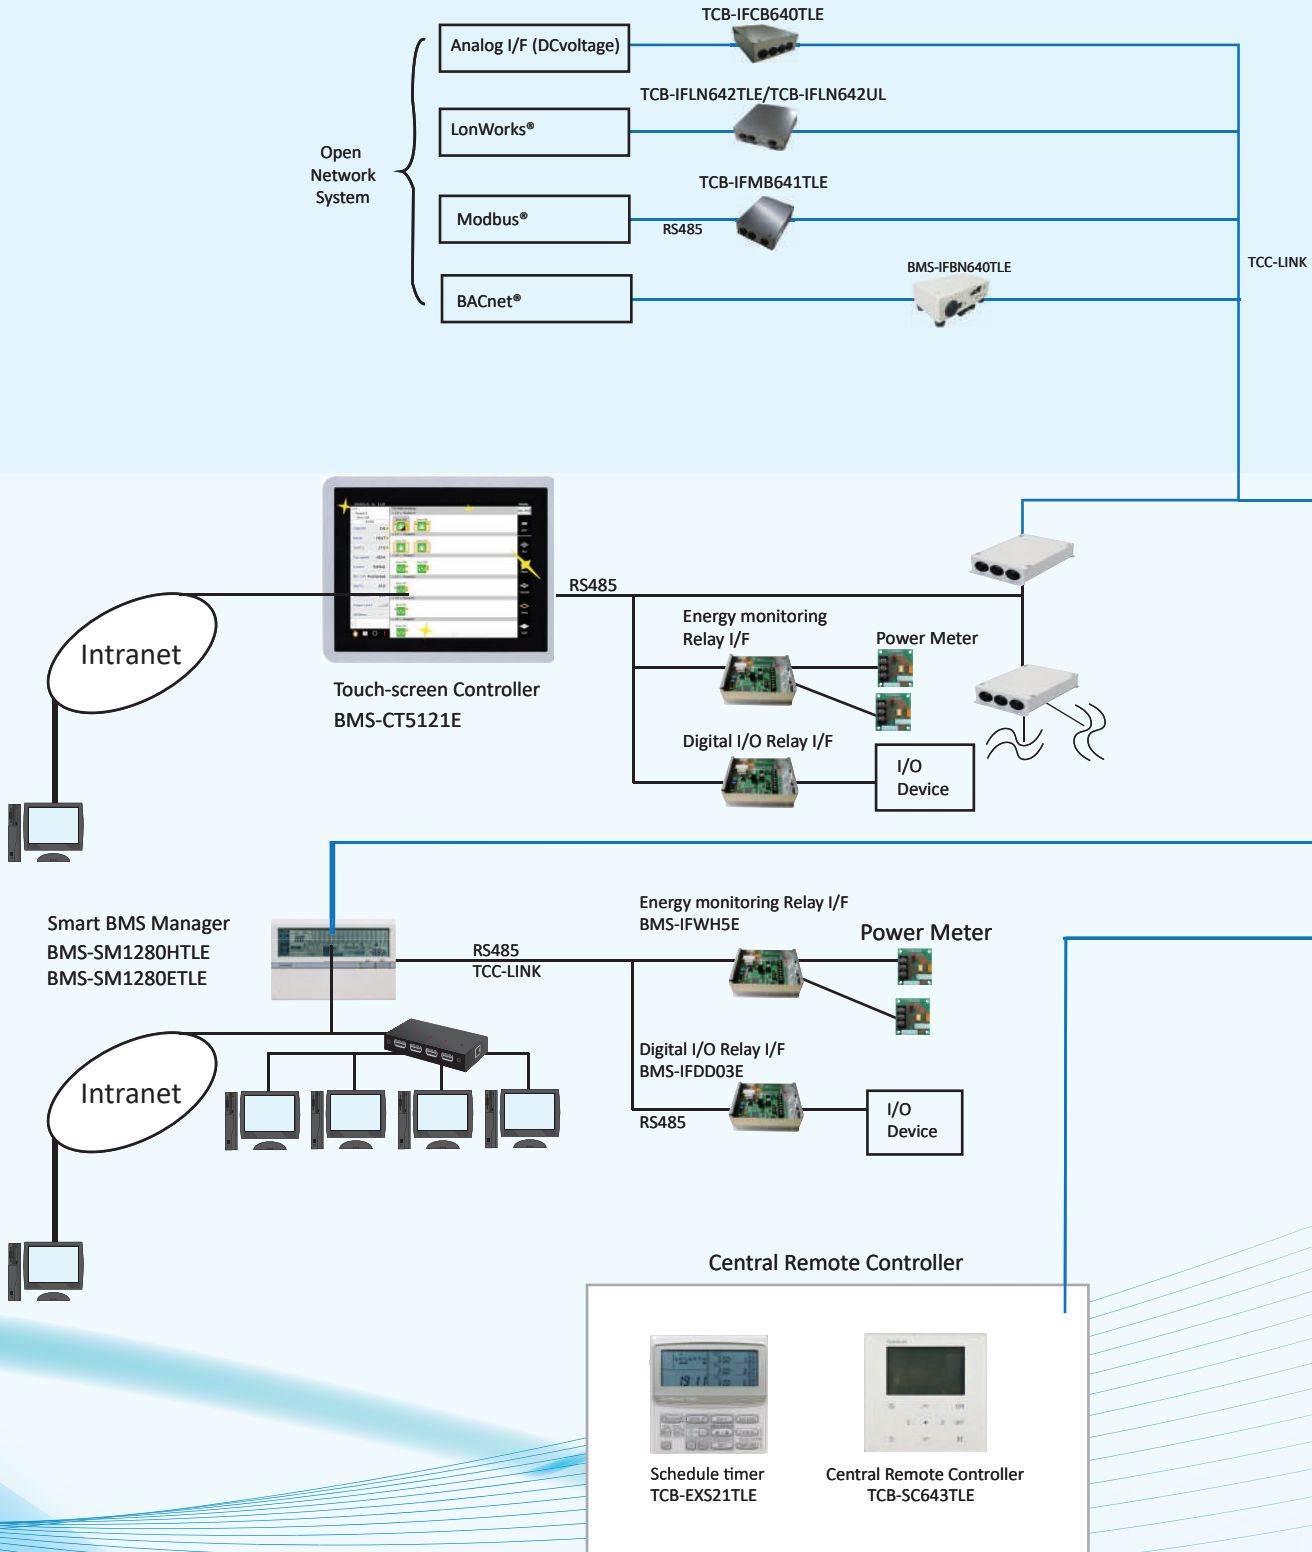 TCB-IFCB640TLE
Analog I/F (DCvoltage)
TCB-IFLN642TLE/TCB-IFLN642UL
LonWorks®
Open
Network
System
TCB-IFMB641TLE
Modbus®
RS485
BMS-IFBN640TLE
TCC-LINK
BACnet®
RS485
Energy monitoring
Relay I/F
Power Meter
Intranet
Touch-screen Controller
BMS-CT5121E
Digital I/O Relay I/F
I/O
Device
Smart BMS Manager
BMS-SM1280HTLE
BMS-SM1280ETLE
Energy monitoring Relay I/F
BMS-IFWH5E
Power Meter
RS485
TCC-LINK
Digital I/O Relay I/F
BMS-IFDD03E
Intranet
RS485
I/O
Device
Central Remote Controller
Schedule timer
TCB-EXS21TLE
Central Remote Controller
TCB-SC643TLE